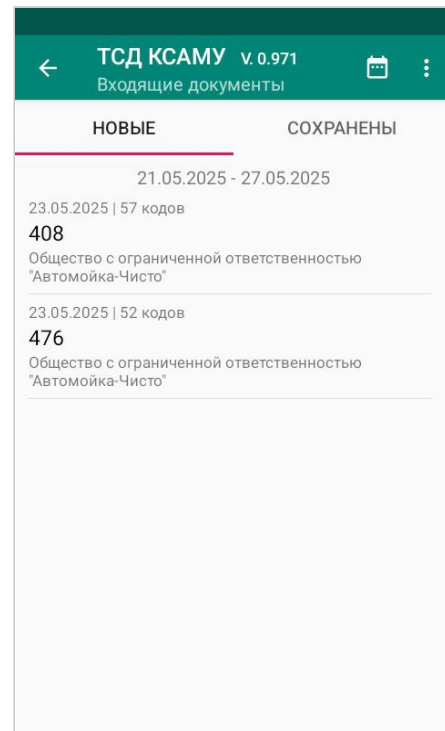 ТСД КСАМУ V. 0.971
Входящие документы
НОВЫЕ СОХРАНЕНЫ
21.05.2025 - 27.05.2025
23.05.2025 | 57 кодов
408
Общество с ограниченной ответственностью
"Автомойка-Чисто"
23.05.2025 | 52 кодов
476
Общество с ограниченной ответственностью
"Автомойка-Чисто"